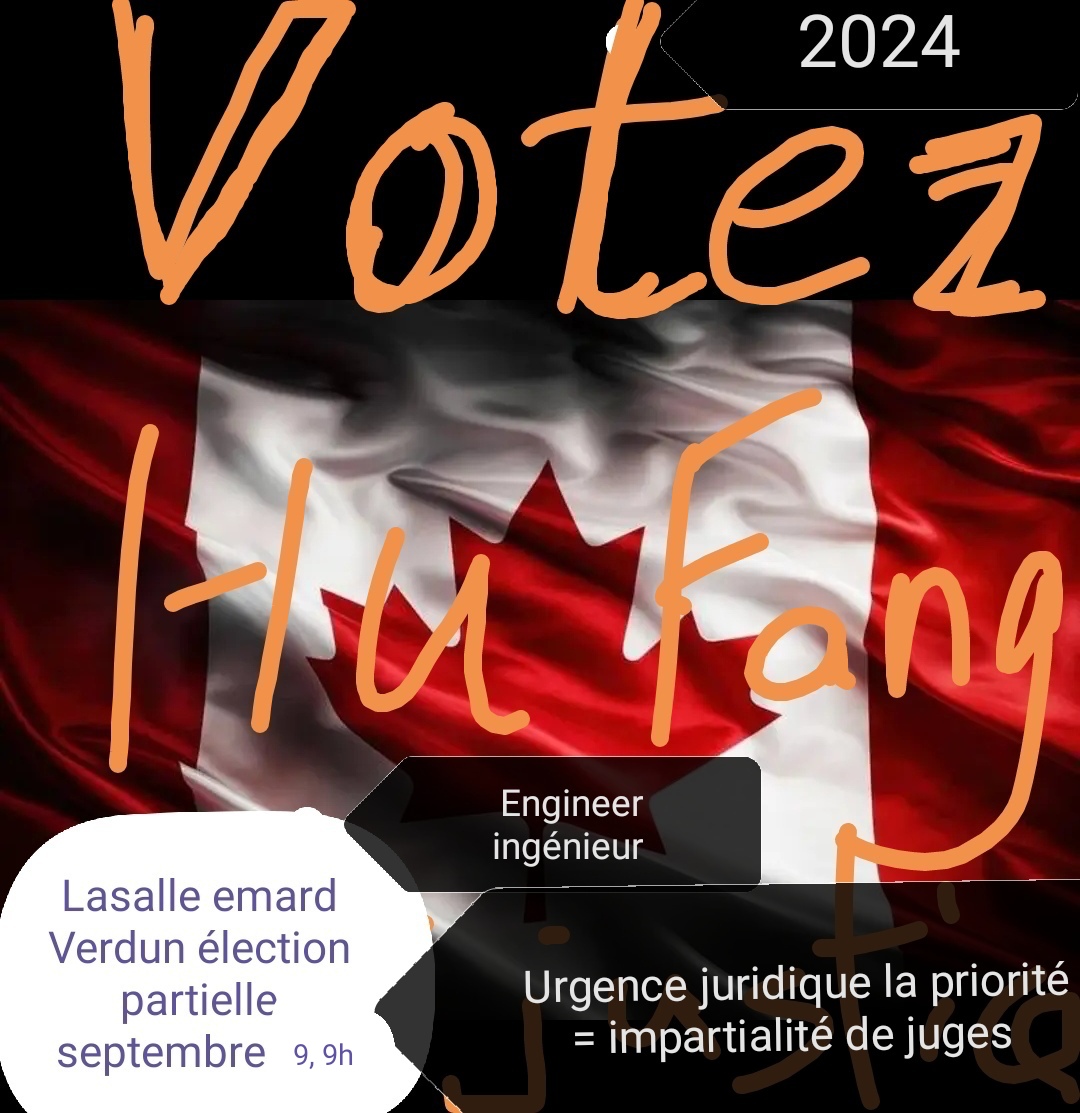 2024
Votez
Hu Fang
Engineer
ingénieur
Lasalle emard
Verdun élection
partielle
septembre 9, 9h
Urgence juridique la priorité
= impartialité de juges